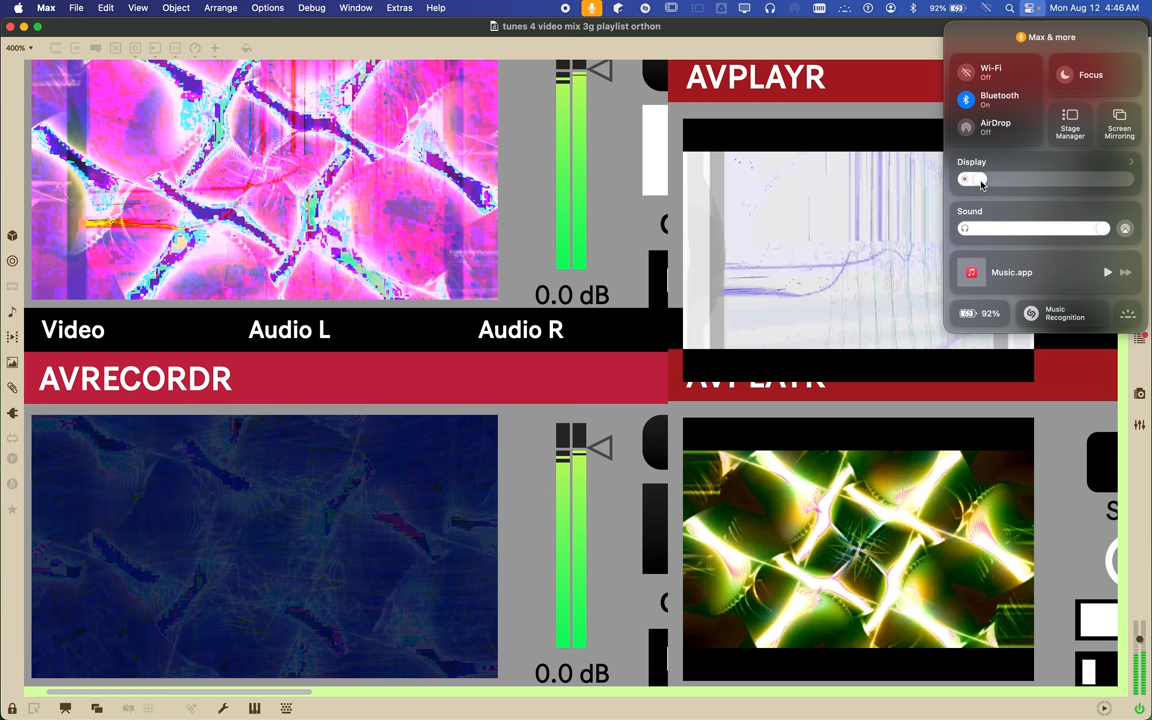 Max File Edit View Object Arrange Options Debug Window Extras Help
92% Mon Aug 12 4:46 AM
tunes 4 video mix 3g playlist orthon
400%
Max & more
Wi-Fi
Off
Focus
Bluetooth
On
AirDrop
Off
Stage
Manager
Screen
Mirroring
Display
Sound
Music.app
92%
Music
Recognition
AVPLAYR
0.0 dB
Video Audio L Audio R
AVRECORDR
AVPLAYR
0.0 dB